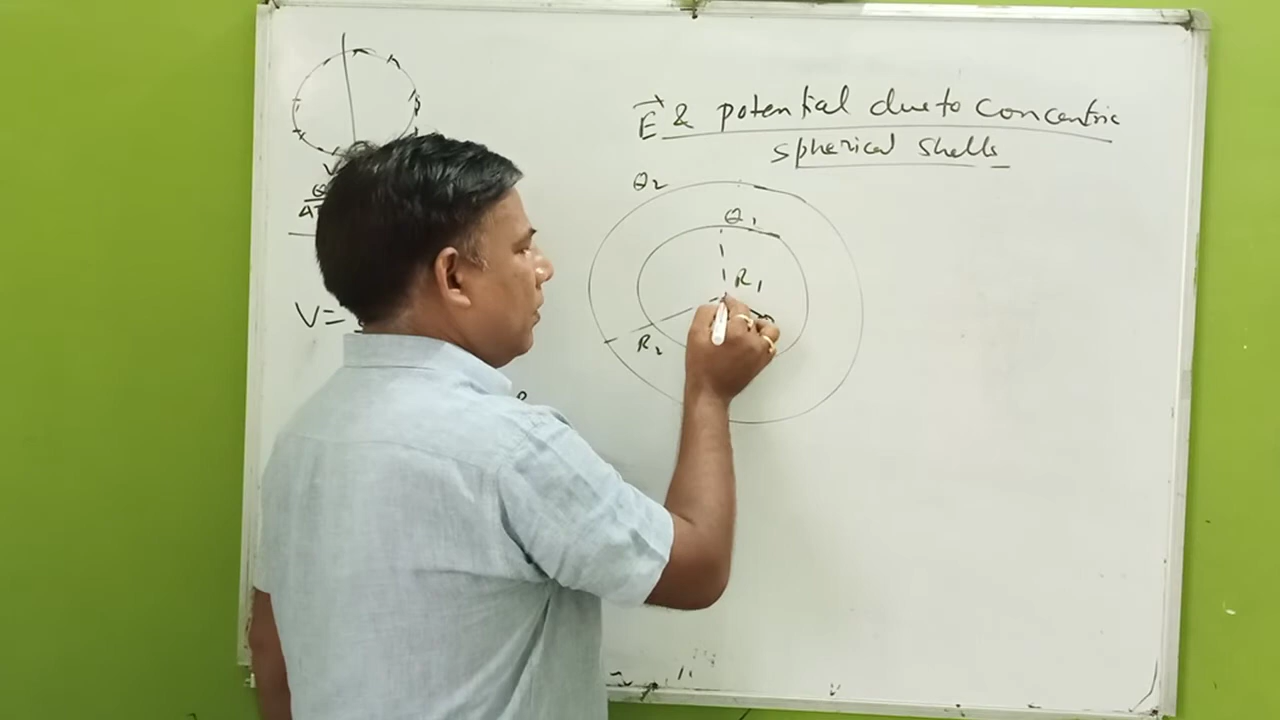 E & potential due to concentric
spherical shells
Q2
Q1
R1
R2
V=